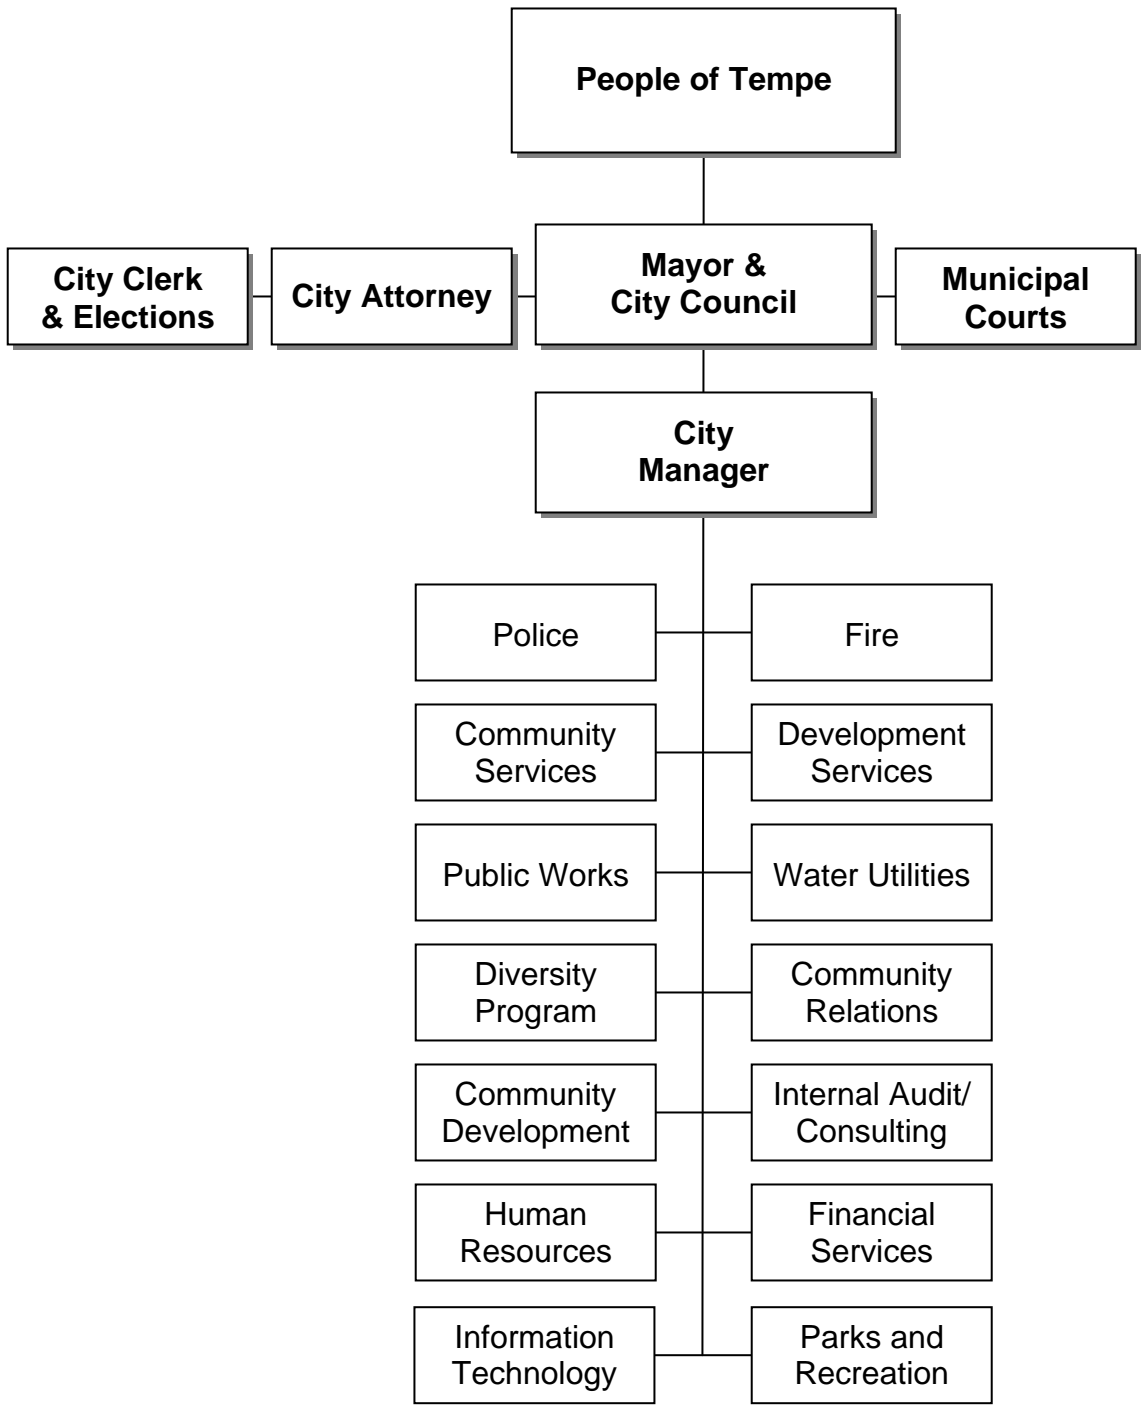 People of Tempe
City Clerk
& Elections
City Attorney
Mayor &
City Council
Municipal
Courts
City
Manager
Police
Fire
Community
Services
Development
Services
Public Works
Water Utilities
Diversity
Program
Community
Relations
Community
Development
Internal Audit/
Consulting
Human
Resources
Financial
Services
Information
Technology
Parks and
Recreation